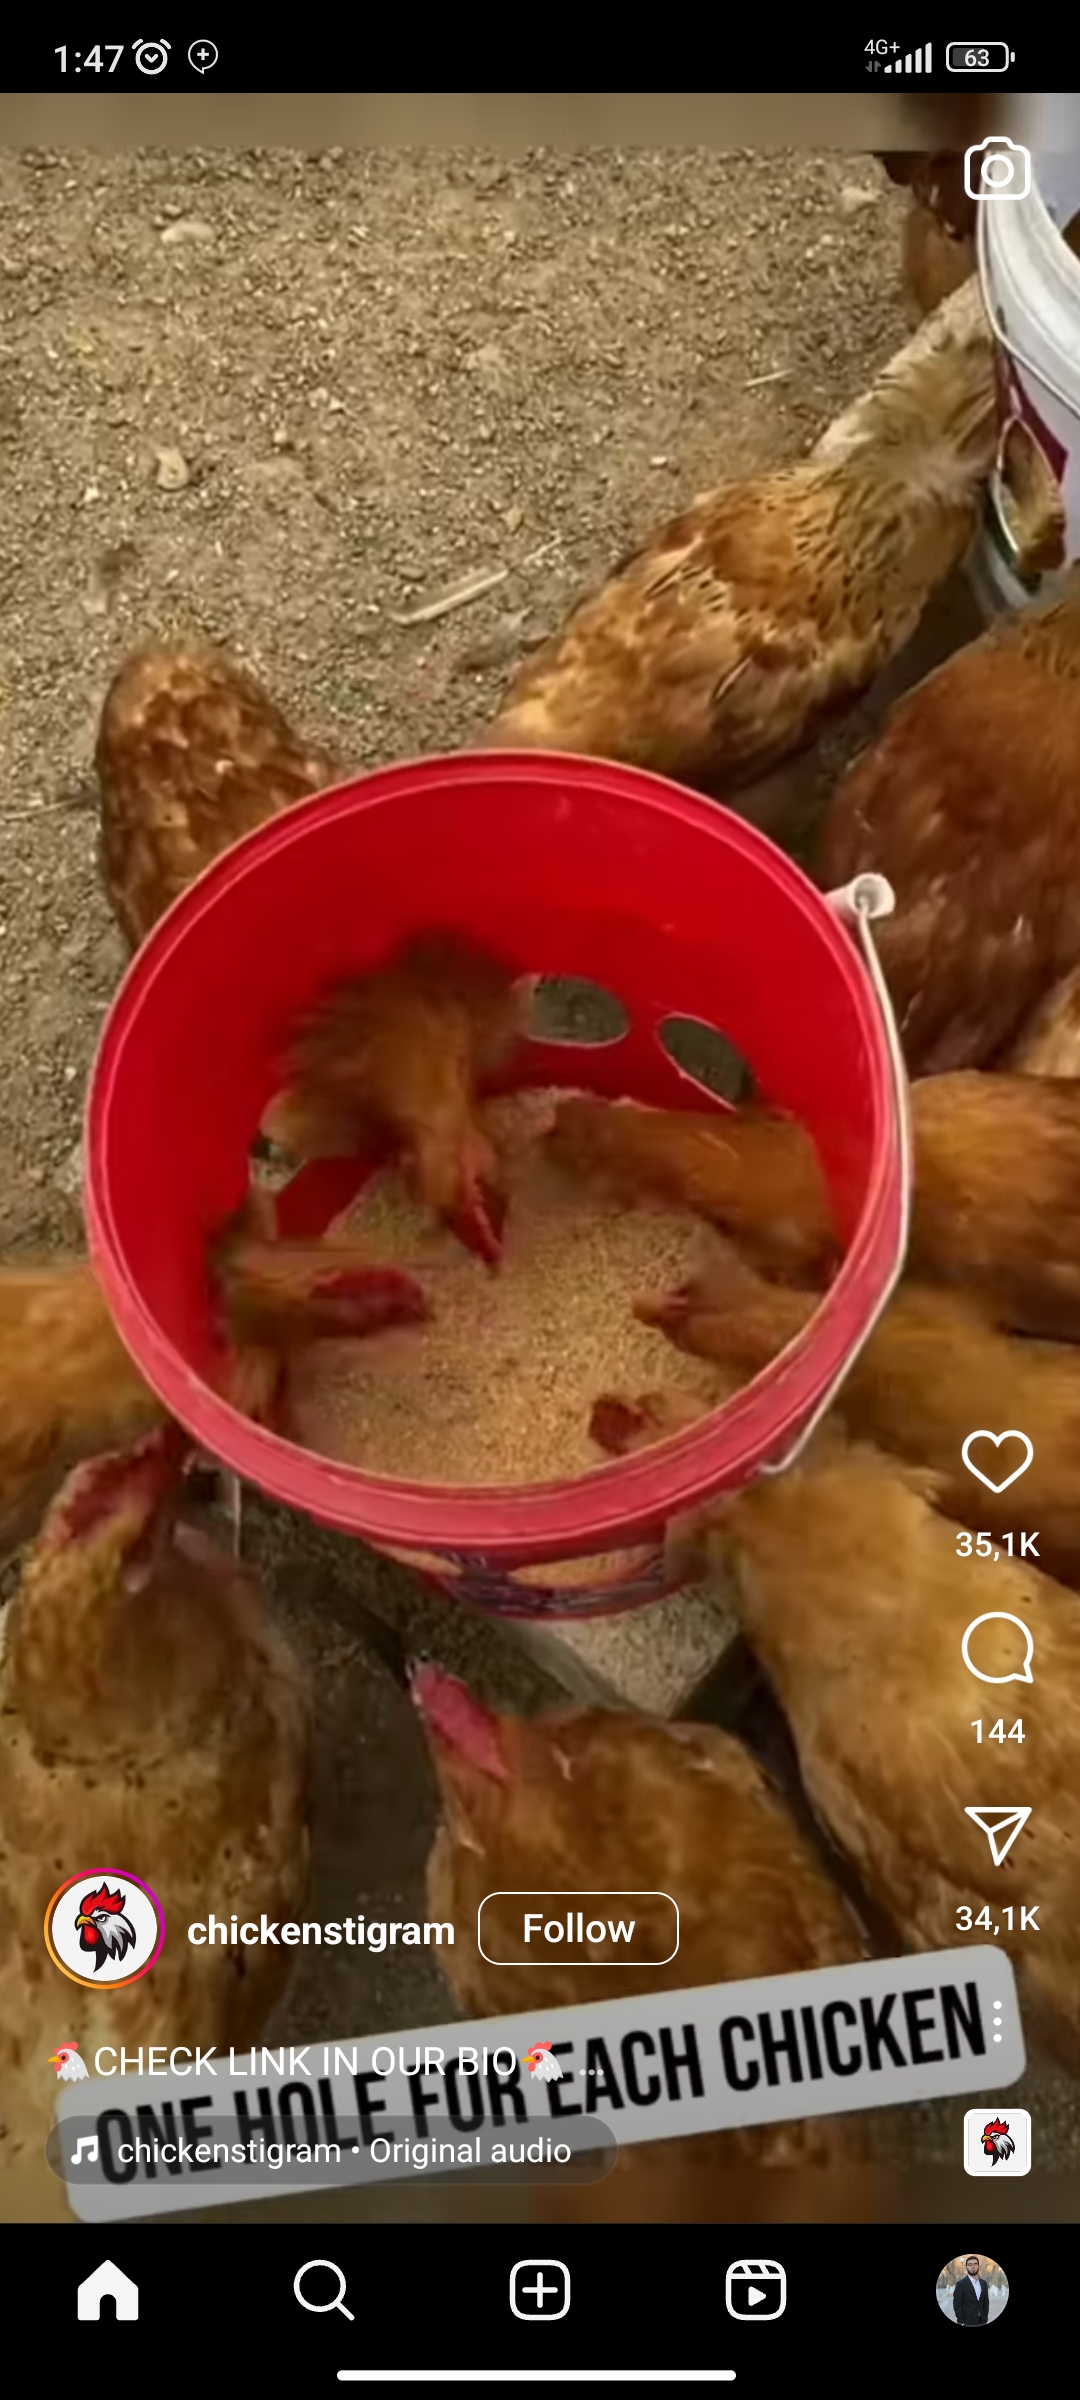 1:47
4G+
63
35,1K
144
34,1K
chickenstigram
Follow
🐔CHECK LINK IN OUR BIO🐔 ...
ONE HOLE FOR EACH CHICKEN
chickenstigram • Original audio